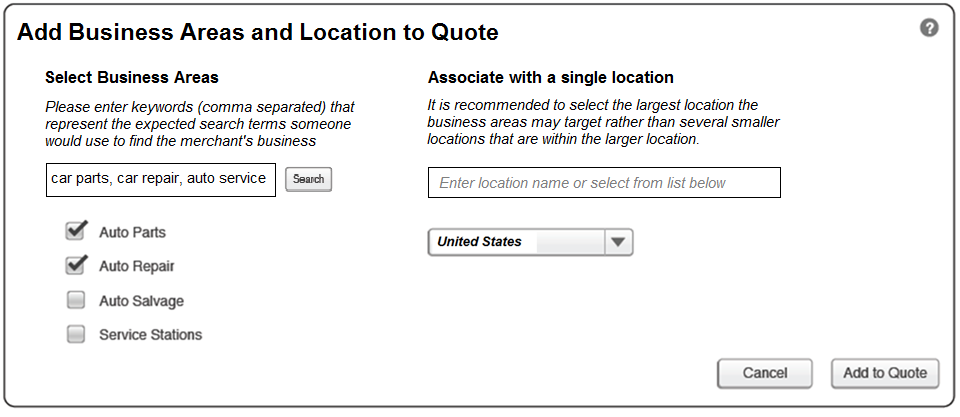 Add Business Areas and Location to Quote
?
Select Business Areas
Please enter keywords (comma separated) that
represent the expected search terms someone
would use to find the merchant's business
car parts, car repair, auto service
Search
Auto Parts
Auto Repair
Auto Salvage
Service Stations
Associate with a single location
It is recommended to select the largest location the
business areas may target rather than several smaller
locations that are within the larger location.
Enter location name or select from list below
United States
Cancel
Add to Quote